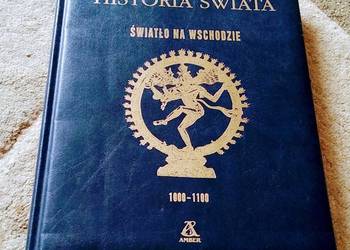 HISTORIA ŚWIATA
ŚWIATŁO NA WSCHODZIE
1000–1100
AMBER